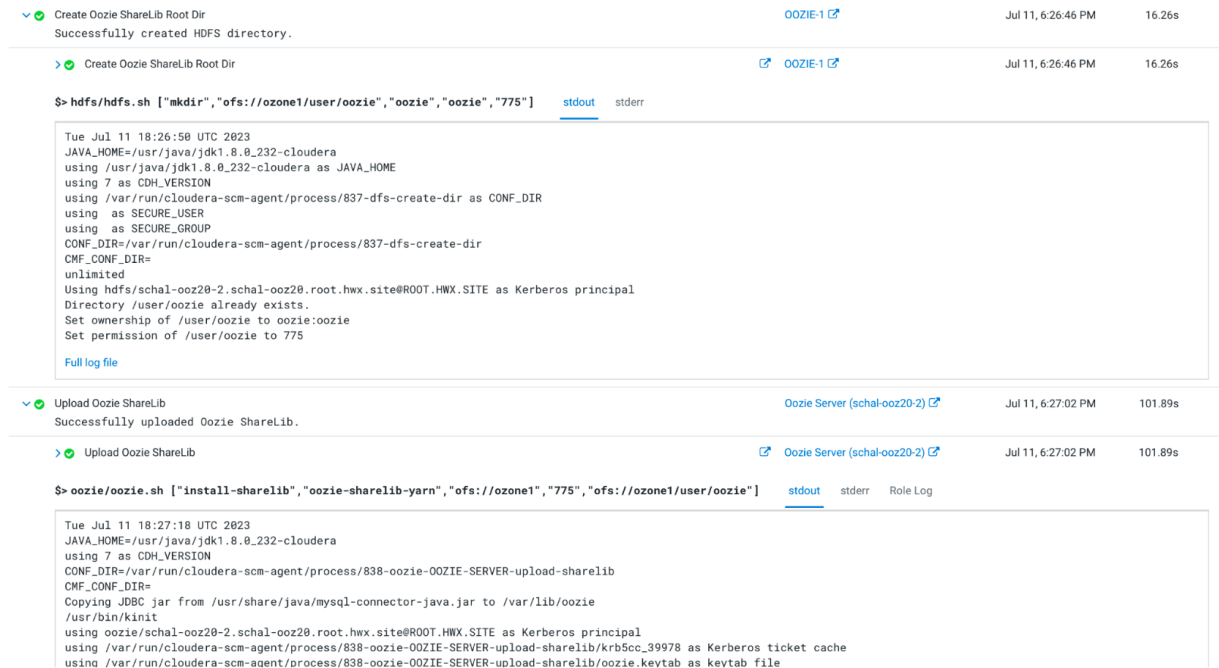 Create Oozie ShareLib Root Dir OOZIE-1 Jul 11, 6:26:46 PM 16.26s
Successfully created HDFS directory.
Create Oozie ShareLib Root Dir OOZIE-1 Jul 11, 6:26:46 PM 16.26s
$> hdfs/hdfs.sh ["mkdir","ofs://ozone1/user/oozie","oozie","oozie","775"] stdout stderr
Tue Jul 11 18:26:50 UTC 2023
JAVA_HOME=/usr/java/jdk1.8.0_232-cloudera
using /usr/java/jdk1.8.0_232-cloudera as JAVA_HOME
using 7 as CDH_VERSION
using /var/run/cloudera-scm-agent/process/837-dfs-create-dir as CONF_DIR
using  as SECURE_USER
using  as SECURE_GROUP
CONF_DIR=/var/run/cloudera-scm-agent/process/837-dfs-create-dir
CMF_CONF_DIR=
unlimited
Using hdfs/schal-ooz20-2.schal-ooz20.root.hwx.site@ROOT.HWX.SITE as Kerberos principal
Directory /user/oozie already exists.
Set ownership of /user/oozie to oozie:oozie
Set permission of /user/oozie to 775
Full log file
Upload Oozie ShareLib Oozie Server (schal-ooz20-2) Jul 11, 6:27:02 PM 101.89s
Successfully uploaded Oozie ShareLib.
Upload Oozie ShareLib Oozie Server (schal-ooz20-2) Jul 11, 6:27:02 PM 101.89s
$> oozie/oozie.sh ["install-sharelib","oozie-sharelib-yarn","ofs://ozone1","775","ofs://ozone1/user/oozie"] stdout stderr Role Log
Tue Jul 11 18:27:18 UTC 2023
JAVA_HOME=/usr/java/jdk1.8.0_232-cloudera
using 7 as CDH_VERSION
CONF_DIR=/var/run/cloudera-scm-agent/process/838-oozie-OOZIE-SERVER-upload-sharelib
CMF_CONF_DIR=
Copying JDBC jar from /usr/share/java/mysql-connector-java.jar to /var/lib/oozie
/usr/bin/kinit
using oozie/schal-ooz20-2.schal-ooz20.root.hwx.site@ROOT.HWX.SITE as Kerberos principal
using /var/run/cloudera-scm-agent/process/838-oozie-OOZIE-SERVER-upload-sharelib/krb5cc_39978 as Kerberos ticket cache
using /var/run/cloudera-scm-agent/process/838-oozie-OOZIE-SERVER-upload-sharelib/oozie.keytab as keytab file